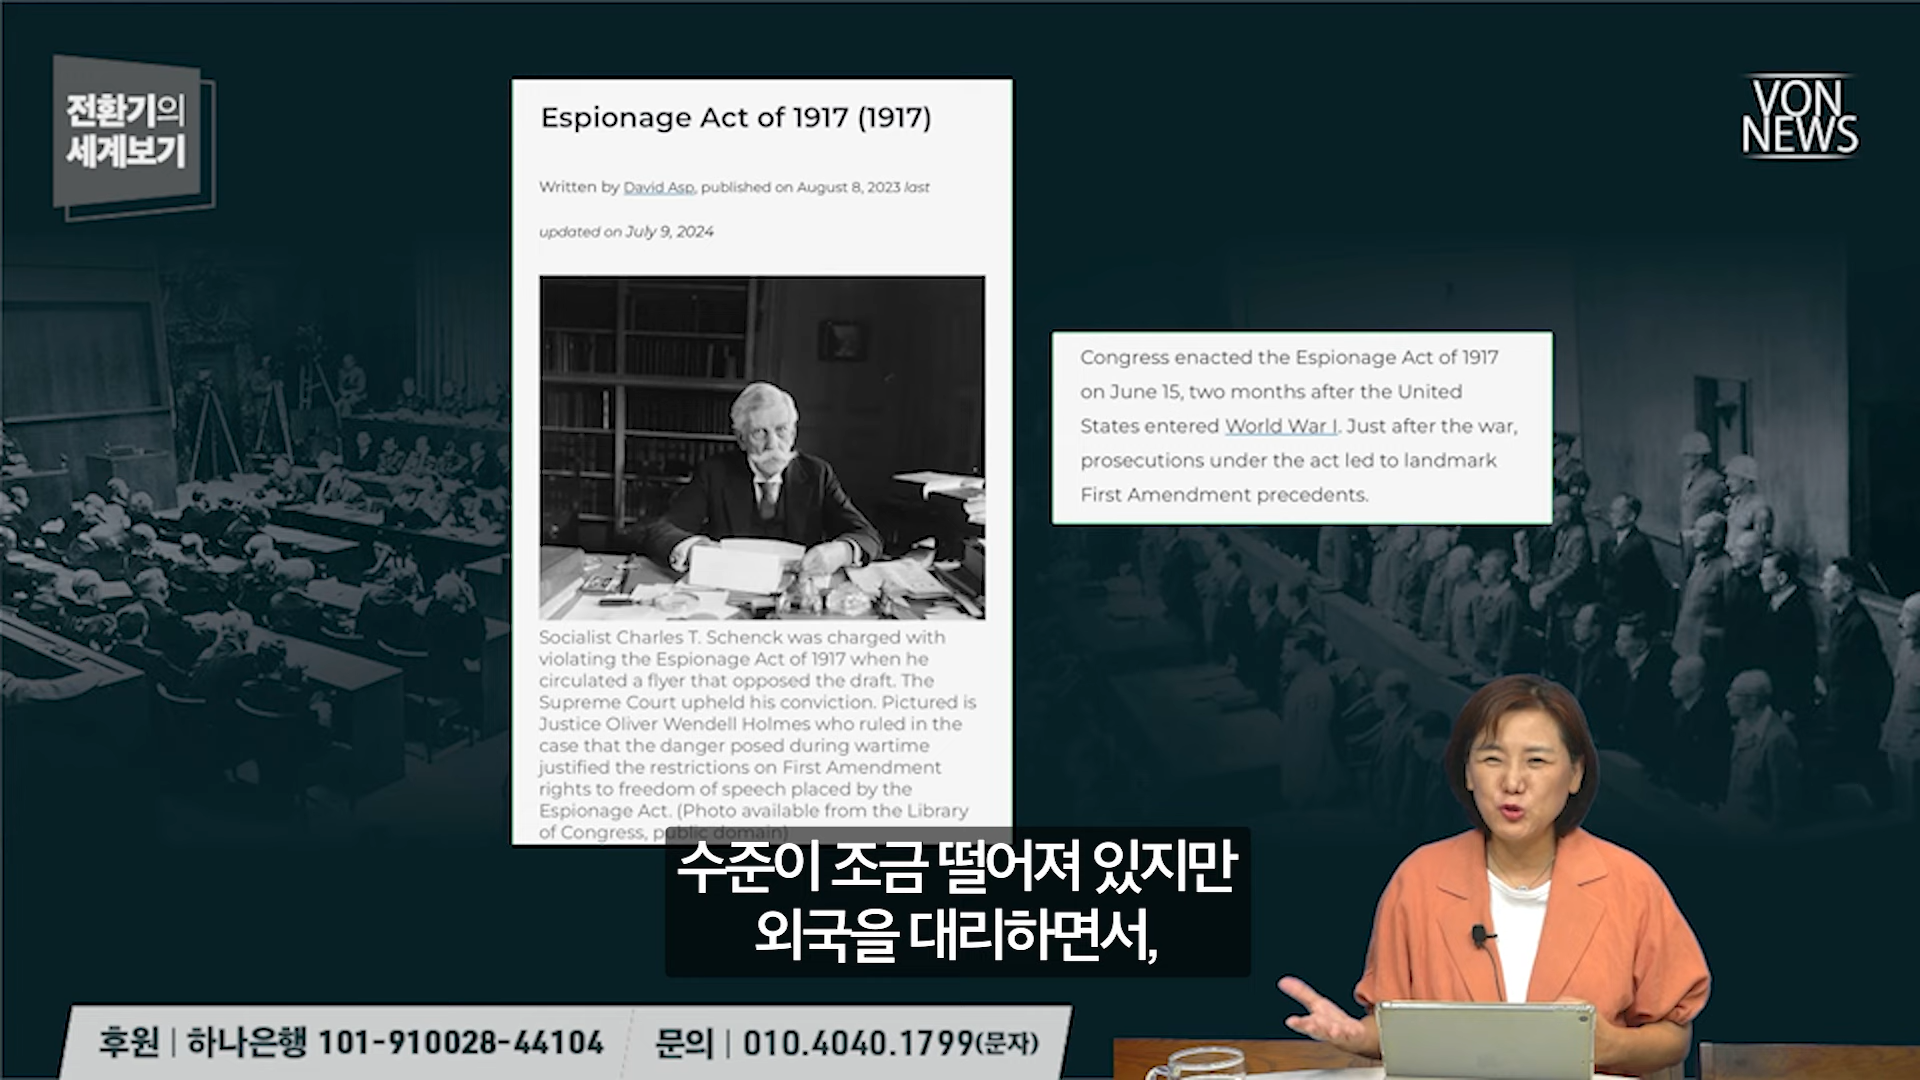 전환기의
세계보기
VON
NEWS
Espionage Act of 1917 (1917)
Written by David Asp, published on August 8, 2023 last
updated on July 9, 2024
Socialist Charles T. Schenck was charged with
violating the Espionage Act of 1917 when he
circulated a flyer that opposed the draft. The
Supreme Court upheld his conviction. Pictured is
Justice Oliver Wendell Holmes who ruled in the
case that the danger posed during wartime
justified the restrictions on First Amendment
rights to freedom of speech placed by the
Espionage Act. (Photo available from the Library
of Congress, public domain)
Congress enacted the Espionage Act of 1917
on June 15, two months after the United
States entered World War I. Just after the war,
prosecutions under the act led to landmark
First Amendment precedents.
수준이 조금 떨어져 있지만
외국을 대리하면서,
후원 | 하나은행 101-910028-44104 문의 | 010.4040.1799(문자)